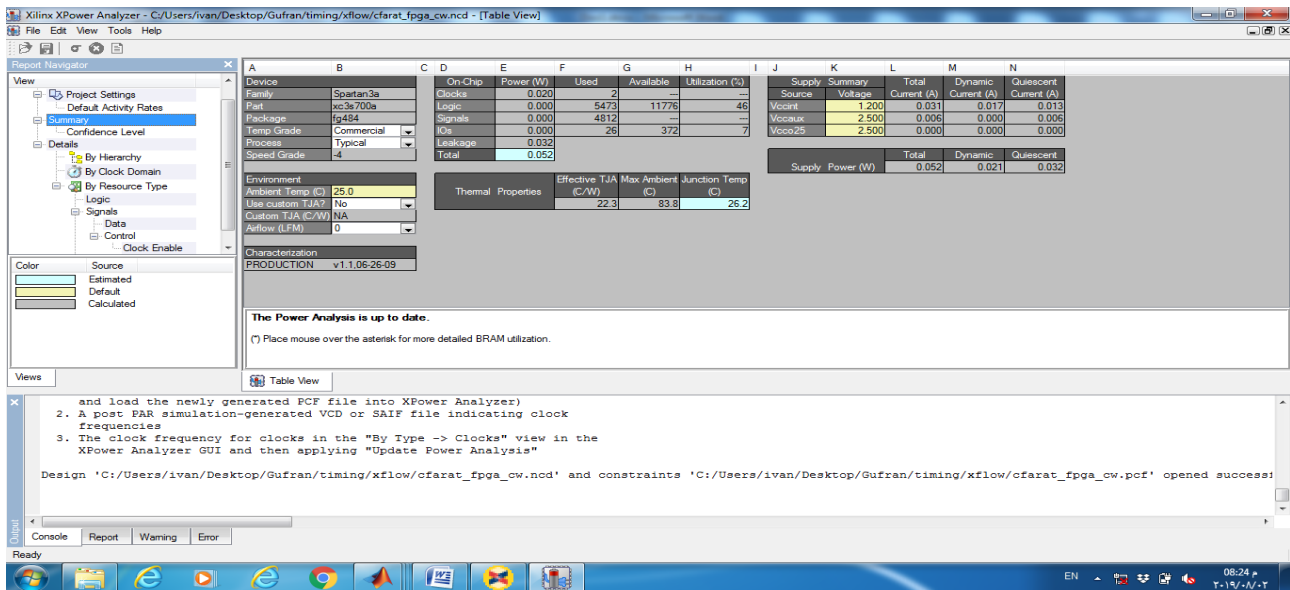 Xilinx XPower Analyzer - C:/Users/ivan/Desktop/Gufran/timing/xflow/cfarat_fpga_cw.ncd - [Table View]
File Edit View Tools Help
Report Navigator
View
Project Settings
Default Activity Rates
Summary
Confidence Level
Details
By Hierarchy
By Clock Domain
By Resource Type
Logic
Signals
Data
Control
Clock Enable
Color Source
Estimated
Default
Calculated
Views
A B C D E F G H I J K L M N
Device
Family Spartan3a
Part xc3s700a
Package fg484
Temp Grade Commercial
Process Typical
Speed Grade -4
Environment
Ambient Temp (C) 25.0
Use custom TJA? No
Custom TJA (C/W) NA
Airflow (LFM) 0
Characterization
PRODUCTION v1.1,06-26-09
On-Chip Power (W) Used Available Utilization (%)
Clocks 0.020 2 --- ---
Logic 0.000 5473 11776 46
Signals 0.000 4812 --- ---
IOs 0.000 26 372 7
Leakage 0.032
Total 0.052
Effective TJA Max Ambient Junction Temp
Thermal Properties (C/W) (C) (C)
22.3 83.8 26.2
Supply Summary Total Dynamic Quiescent
Source Voltage Current (A) Current (A) Current (A)
Vccint 1.200 0.031 0.017 0.013
Vccaux 2.500 0.006 0.000 0.006
Vcco25 2.500 0.000 0.000 0.000
Total Dynamic Quiescent
Supply Power (W) 0.052 0.021 0.032
The Power Analysis is up to date.
(*) Place mouse over the asterisk for more detailed BRAM utilization.
Table View
and load the newly generated PCF file into XPower Analyzer)
2. A post PAR simulation-generated VCD or SAIF file indicating clock
frequencies
3. The clock frequency for clocks in the "By Type -> Clocks" view in the
XPower Analyzer GUI and then applying "Update Power Analysis"
Design 'C:/Users/ivan/Desktop/Gufran/timing/xflow/cfarat_fpga_cw.ncd' and constraints 'C:/Users/ivan/Desktop/Gufran/timing/xflow/cfarat_fpga_cw.pcf' opened successf
Output
Console Report Warning Error
Ready
EN
08:24 م
٢٠١٩/٠٨/٠٢